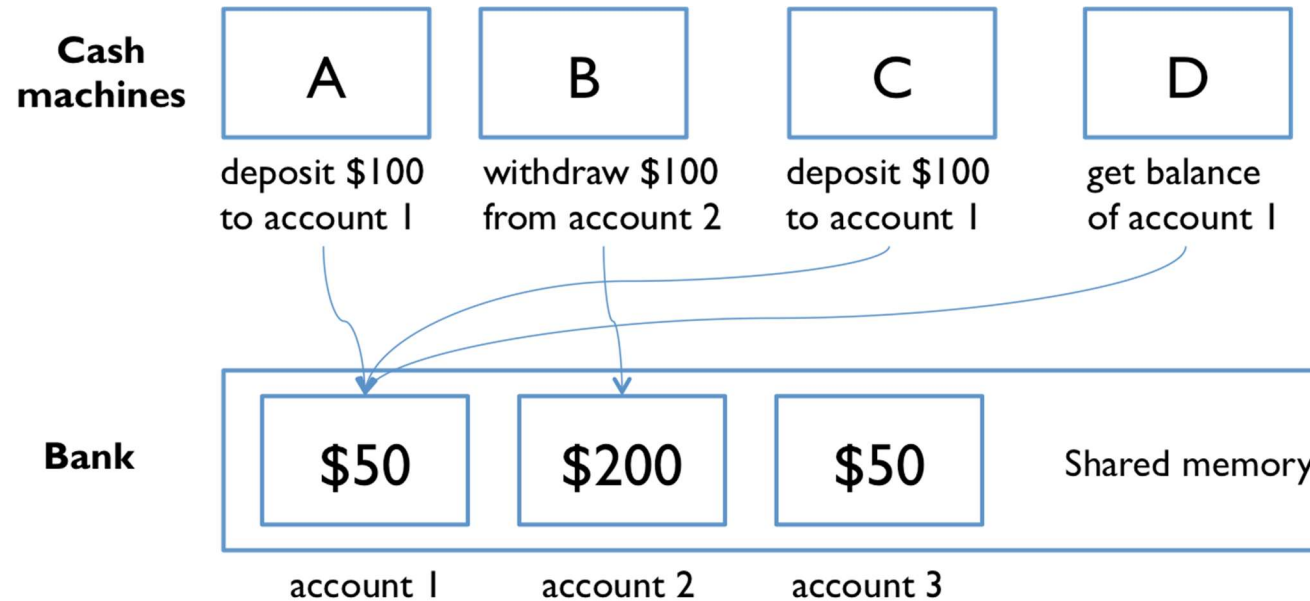 Cash
machines
A
B
C
D
deposit $100
to account 1
withdraw $100
from account 2
deposit $100
to account 1
get balance
of account 1
Bank
$50
$200
$50
Shared memory
account 1
account 2
account 3